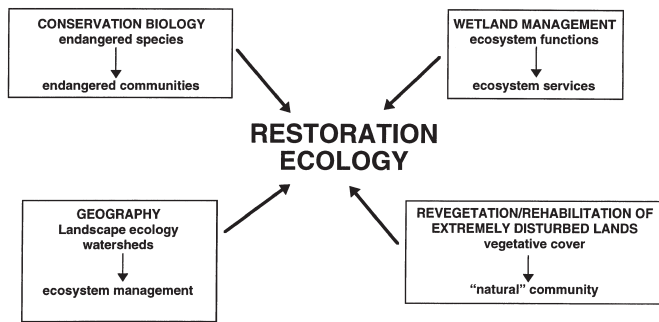 CONSERVATION BIOLOGY
endangered species
endangered communities
WETLAND MANAGEMENT
ecosystem functions
ecosystem services
RESTORATION
ECOLOGY
GEOGRAPHY
Landscape ecology
watersheds
ecosystem management
REVEGETATION/REHABILITATION OF
EXTREMELY DISTURBED LANDS
vegetative cover
“natural” community